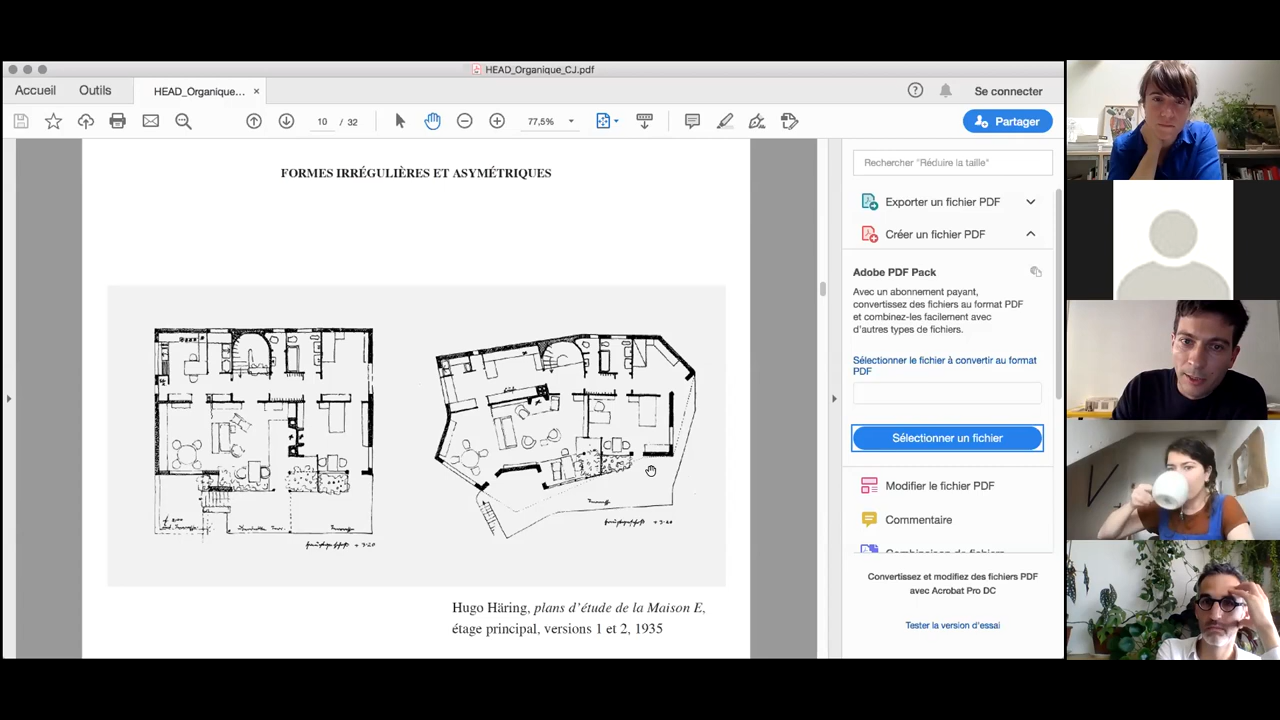 HEAD_Organique_CJ.pdf
Accueil Outils HEAD_Organique... × Se connecter
10 / 32 77,5% Partager
FORMES IRRÉGULIÈRES ET ASYMÉTRIQUES
Hugo Häring, plans d'étude de la Maison E,
étage principal, versions 1 et 2, 1935
Rechercher "Réduire la taille"
Exporter un fichier PDF
Créer un fichier PDF
Adobe PDF Pack
Avec un abonnement payant,
convertissez des fichiers au format PDF
et combinez-les facilement avec
d'autres types de fichiers.
Sélectionner le fichier à convertir au format
PDF
Sélectionner un fichier
Modifier le fichier PDF
Commentaire
Combinaison de fichiers
Convertissez et modifiez des fichiers PDF
avec Acrobat Pro DC
Tester la version d'essai